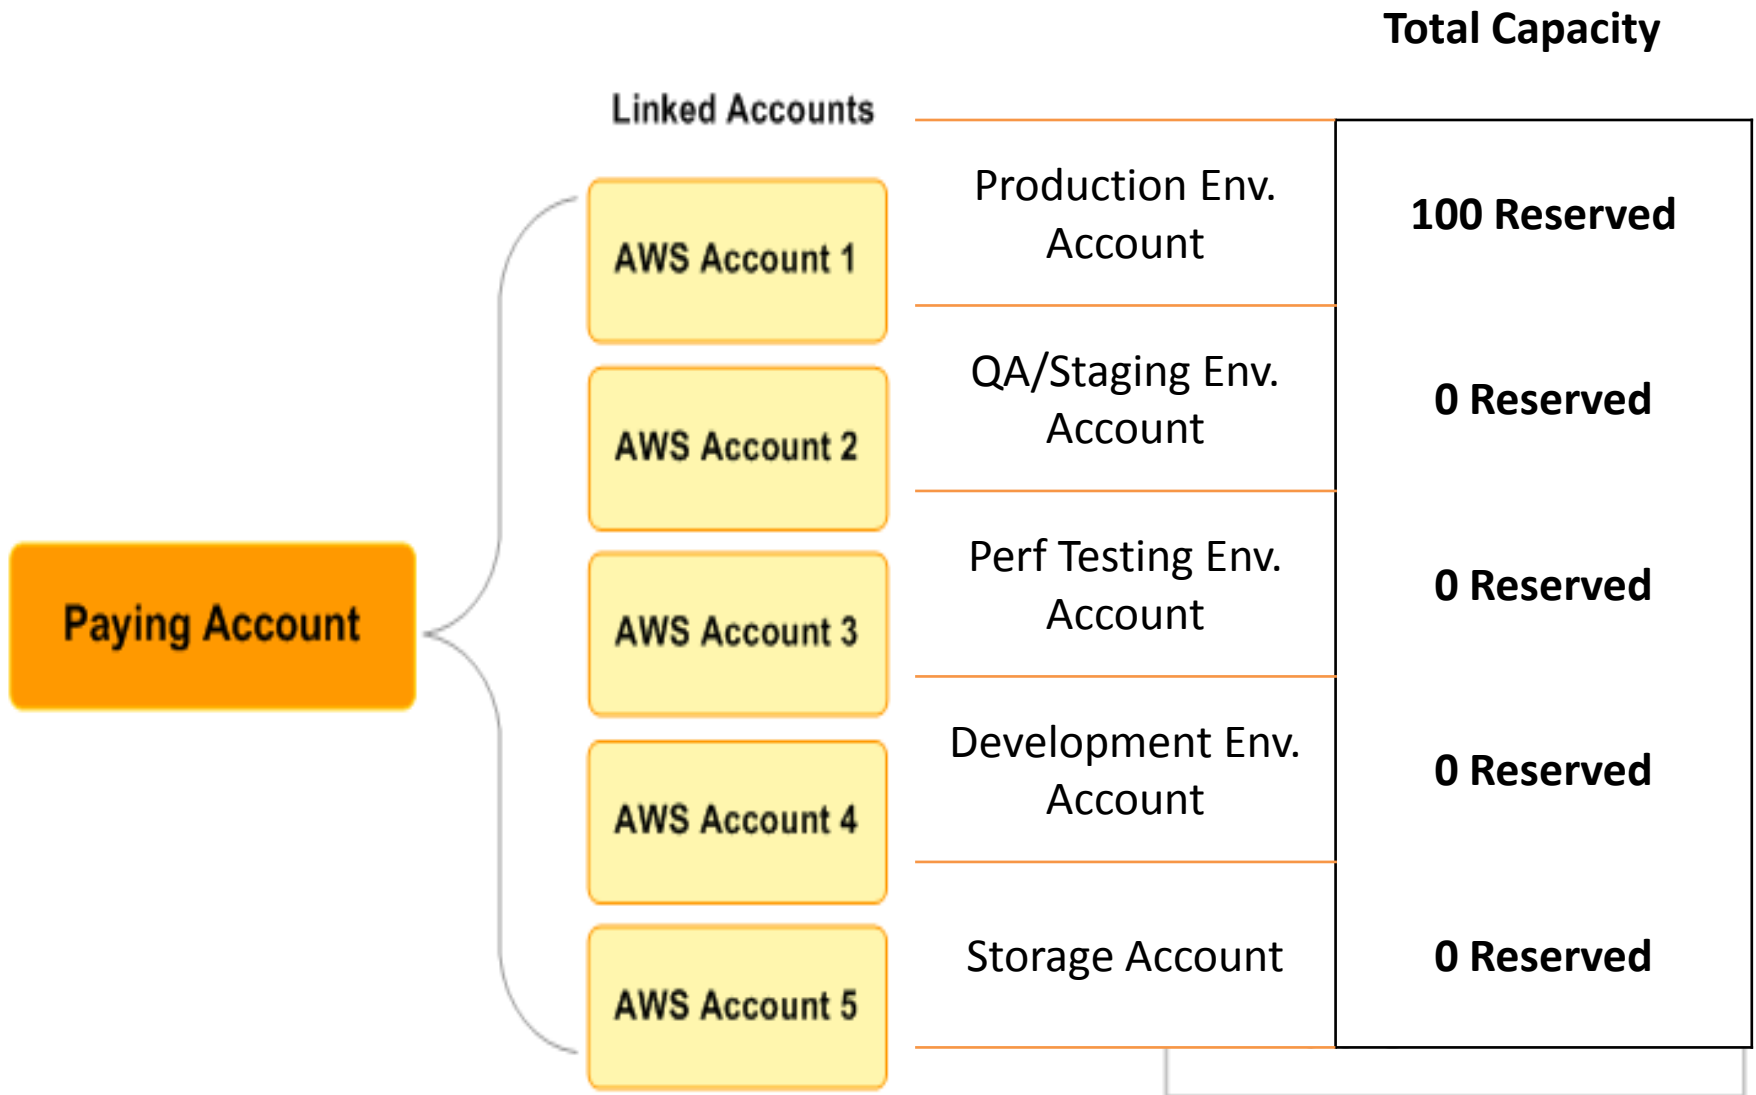 Total Capacity
Linked Accounts
Production Env.
Account
100 Reserved
AWS Account 1
QA/Staging Env.
Account
0 Reserved
AWS Account 2
Perf Testing Env.
Account
0 Reserved
Paying Account
AWS Account 3
Development Env.
Account
0 Reserved
AWS Account 4
Storage Account
0 Reserved
AWS Account 5